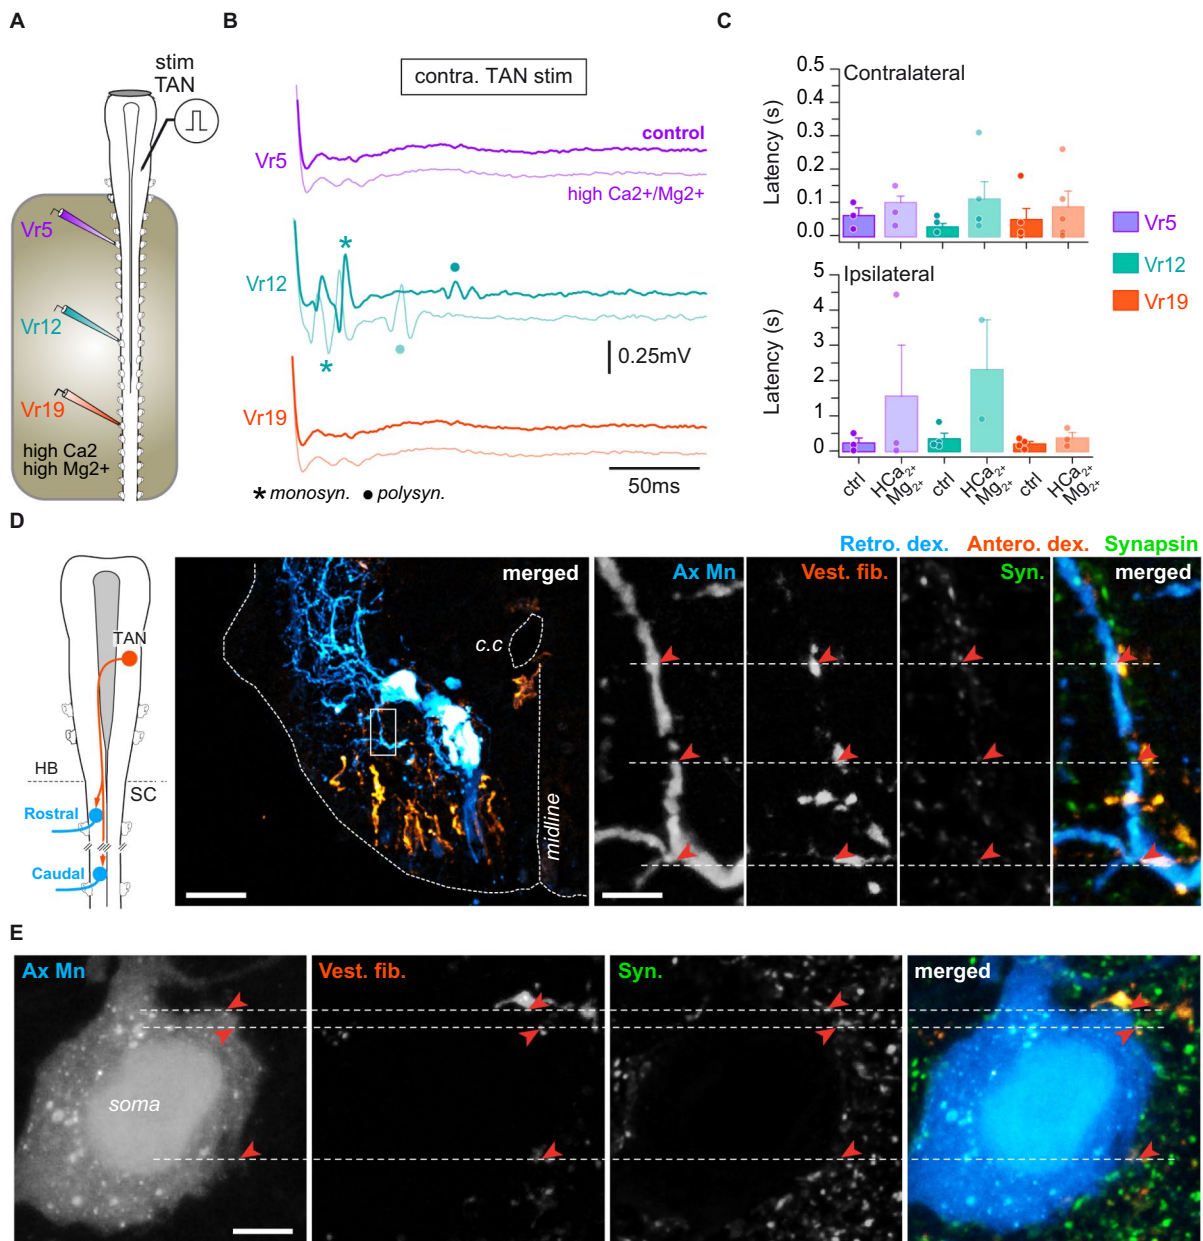 A
stim
TAN
Vr5
Vr12
Vr19
high Ca2
high Mg2+
B
contra. TAN stim
control
Vr5
high Ca2+/Mg2+
*
Vr12
*
0.25mV
Vr19
50ms
* monosyn. ● polysyn.
C
Latency (s)
0.5
0.4
0.3
0.2
0.1
0.0
Contralateral
Latency (s)
5
4
3
2
1
0
Ipsilateral
ctrl
HCa2+
Mg2+
ctrl
HCa2+
Mg2+
ctrl
HCa2+
Mg2+
Vr5
Vr12
Vr19
D
TAN
HB
SC
Rostral
Caudal
merged
c.c
midline
Retro. dex. Antero. dex. Synapsin
Ax Mn
Vest. fib.
Syn.
merged
E
Ax Mn
soma
Vest. fib.
Syn.
merged